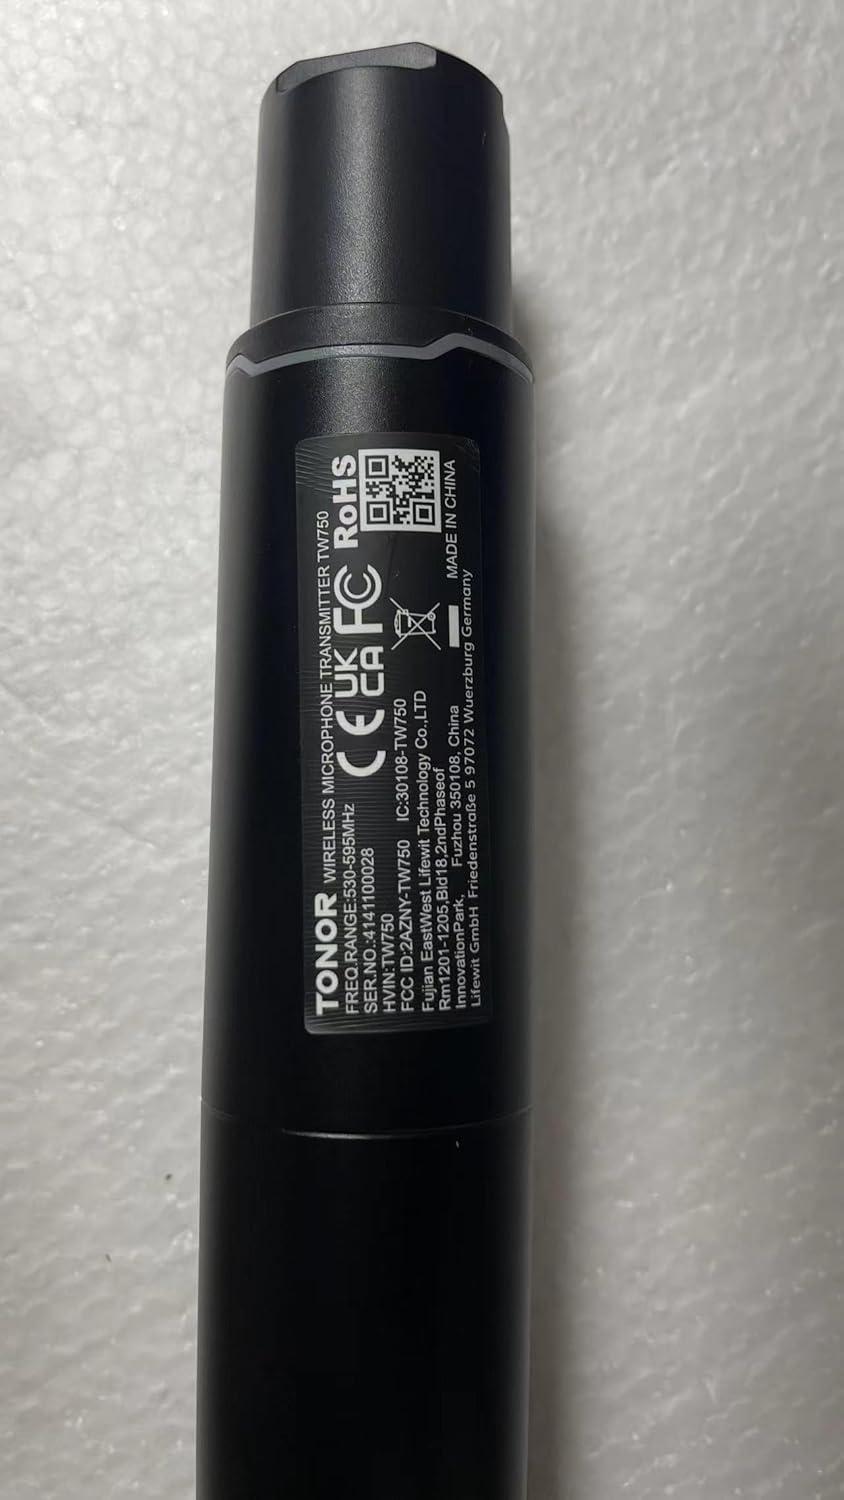 TONOR WIRELESS MICROPHONE TRANSMITTER TW750
FREQ.RANGE:530-595MHz
SER.NO.:4141100028
HVIN:TW750
CE UK CA FC RoHS
FCC ID:2AZNY-TW750 IC:30108-TW750
Fujian EastWest Lifewit Technology Co.,LTD
Rm1201-1205,Bld18,2ndPhaseof
InnovationPark, Fuzhou 350108, China
MADE IN CHINA
Lifewit GmbH Friedenstraße 5 97072 Wuerzburg Germany